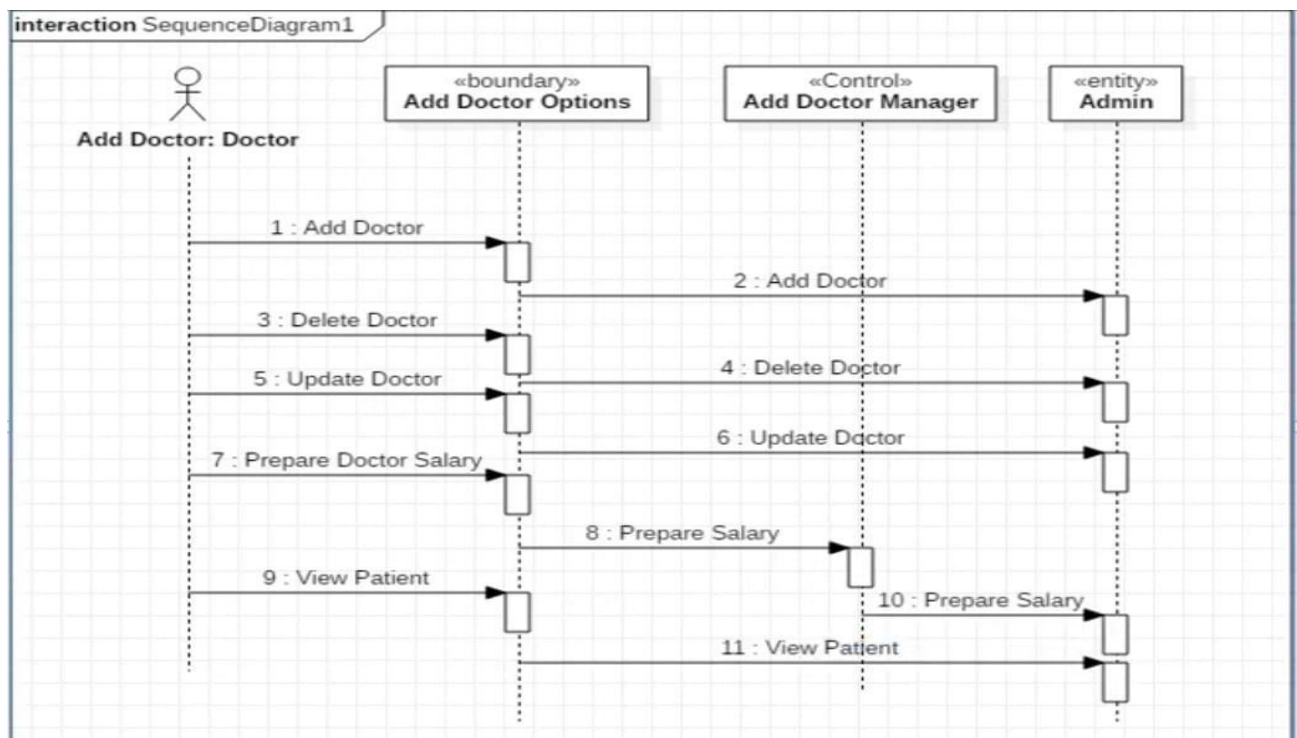 interaction SequenceDiagram1
«boundary»
Add Doctor Options
«Control»
Add Doctor Manager
«entity»
Admin
Add Doctor: Doctor
1 : Add Doctor
2 : Add Doctor
3 : Delete Doctor
4 : Delete Doctor
5 : Update Doctor
6 : Update Doctor
7 : Prepare Doctor Salary
8 : Prepare Salary
9 : View Patient
10 : Prepare Salary
11 : View Patient